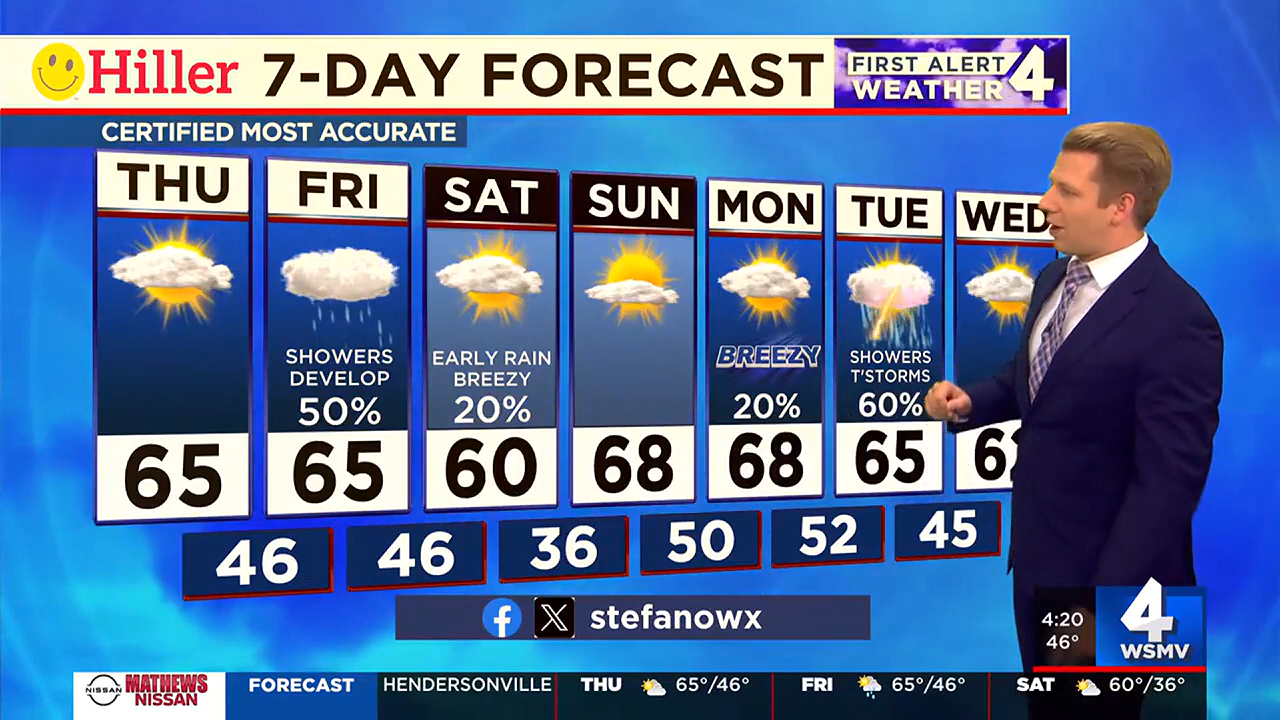 Hiller 7-DAY FORECAST
FIRST ALERT
WEATHER 4
CERTIFIED MOST ACCURATE
THU FRI SAT SUN MON TUE WED
SHOWERS DEVELOP 50%
EARLY RAIN BREEZY 20%
BREEZY 20%
SHOWERS T'STORMS 60%
65 65 60 68 68 65
46 46 36 50 52 45
stefanowx
4:20
46°
4
WSMV
NISSAN MATHEWS NISSAN FORECAST HENDERSONVILLE THU 65°/46° FRI 65°/46° SAT 60°/36°